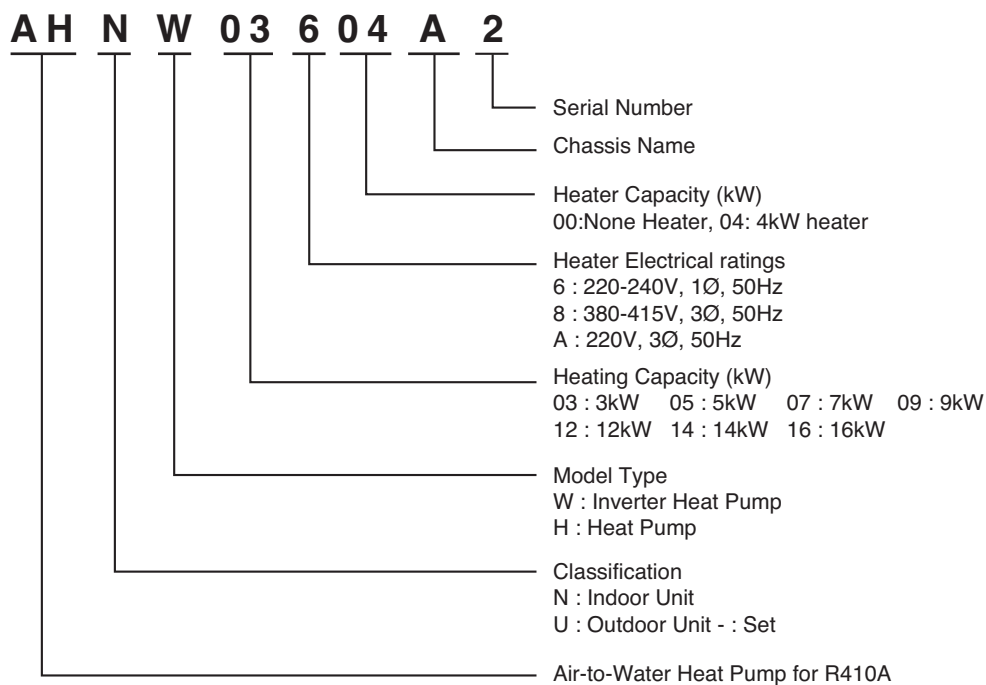 AH N W 03 6 04 A 2
Serial Number
Chassis Name
Heater Capacity (kW)
00:None Heater, 04: 4kW heater
Heater Electrical ratings
6 : 220-240V, 1Ø, 50Hz
8 : 380-415V, 3Ø, 50Hz
A : 220V, 3Ø, 50Hz
Heating Capacity (kW)
03 : 3kW 05 : 5kW 07 : 7kW 09 : 9kW
12 : 12kW 14 : 14kW 16 : 16kW
Model Type
W : Inverter Heat Pump
H : Heat Pump
Classification
N : Indoor Unit
U : Outdoor Unit - : Set
Air-to-Water Heat Pump for R410A